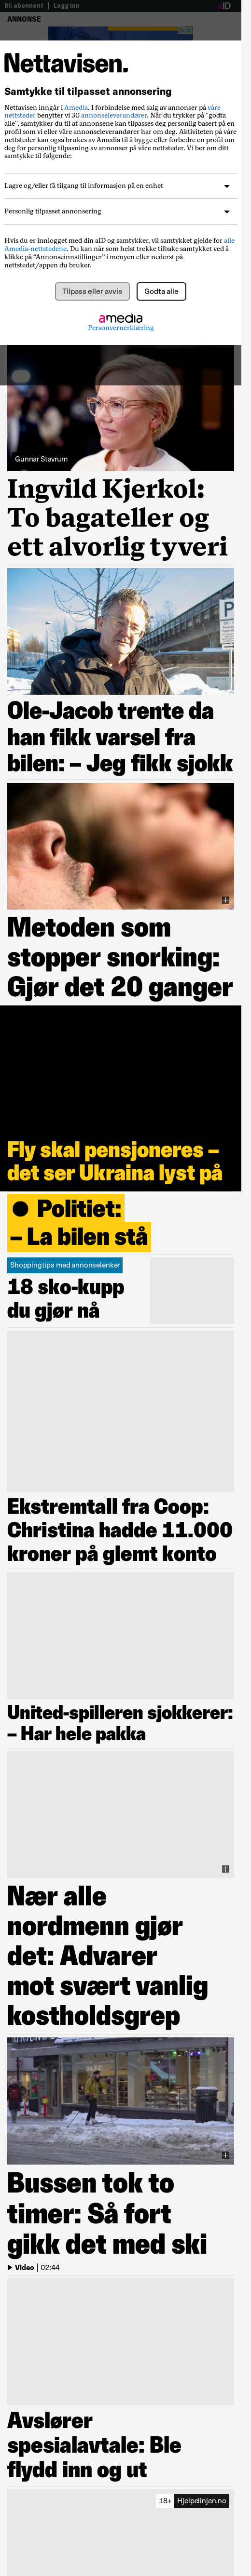 Bli abonnent
Logg inn
aID
ANNONSE
Nettavisen.
Samtykke til tilpasset annonsering
Nettavisen inngår i Amedia. I forbindelse med salg av annonser på våre
nettsteder benytter vi 30 annonseleverandører. Når du trykker på "godta
alle", samtykker du til at annonsene kan tilpasses deg personlig basert på en
profil som vi eller våre annonseleverandører har om deg. Aktivitetene på våre
nettsteder kan også brukes av Amedia til å bygge eller forbedre en profil om
deg for personlig tilpasning av annonser på våre nettsteder. Vi ber om ditt
samtykke til følgende:
Lagre og/eller få tilgang til informasjon på en enhet
Personlig tilpasset annonsering
Hvis du er innlogget med din aID og samtykker, vil samtykket gjelde for alle
Amedia-nettstedene. Du kan når som helst trekke tilbake samtykket ved å
klikke på “Annonseinnstillinger” i menyen eller nederst på
nettstedet/appen du bruker.
Tilpass eller avvis
Godta alle
amedia
Personvernerklæring
Gunnar Stavrum
Ingvild Kjerkol:
To bagateller og
ett alvorlig tyveri
Ole-Jacob trente da
han fikk varsel fra
bilen: – Jeg fikk sjokk
Metoden som
stopper snorking:
Gjør det 20 ganger
Fly skal pensjoneres –
det ser Ukraina lyst på
Politiet:
– La bilen stå
Shoppingtips med annonselenker
18 sko-kupp
du gjør nå
Ekstremtall fra Coop:
Christina hadde 11.000
kroner på glemt konto
United-spilleren sjokkerer:
– Har hele pakka
Nær alle
nordmenn gjør
det: Advarer
mot svært vanlig
kostholdsgrep
Bussen tok to
timer: Så fort
gikk det med ski
Video
02:44
Avslører
spesialavtale: Ble
flydd inn og ut
18+
Hjelpelinjen.no